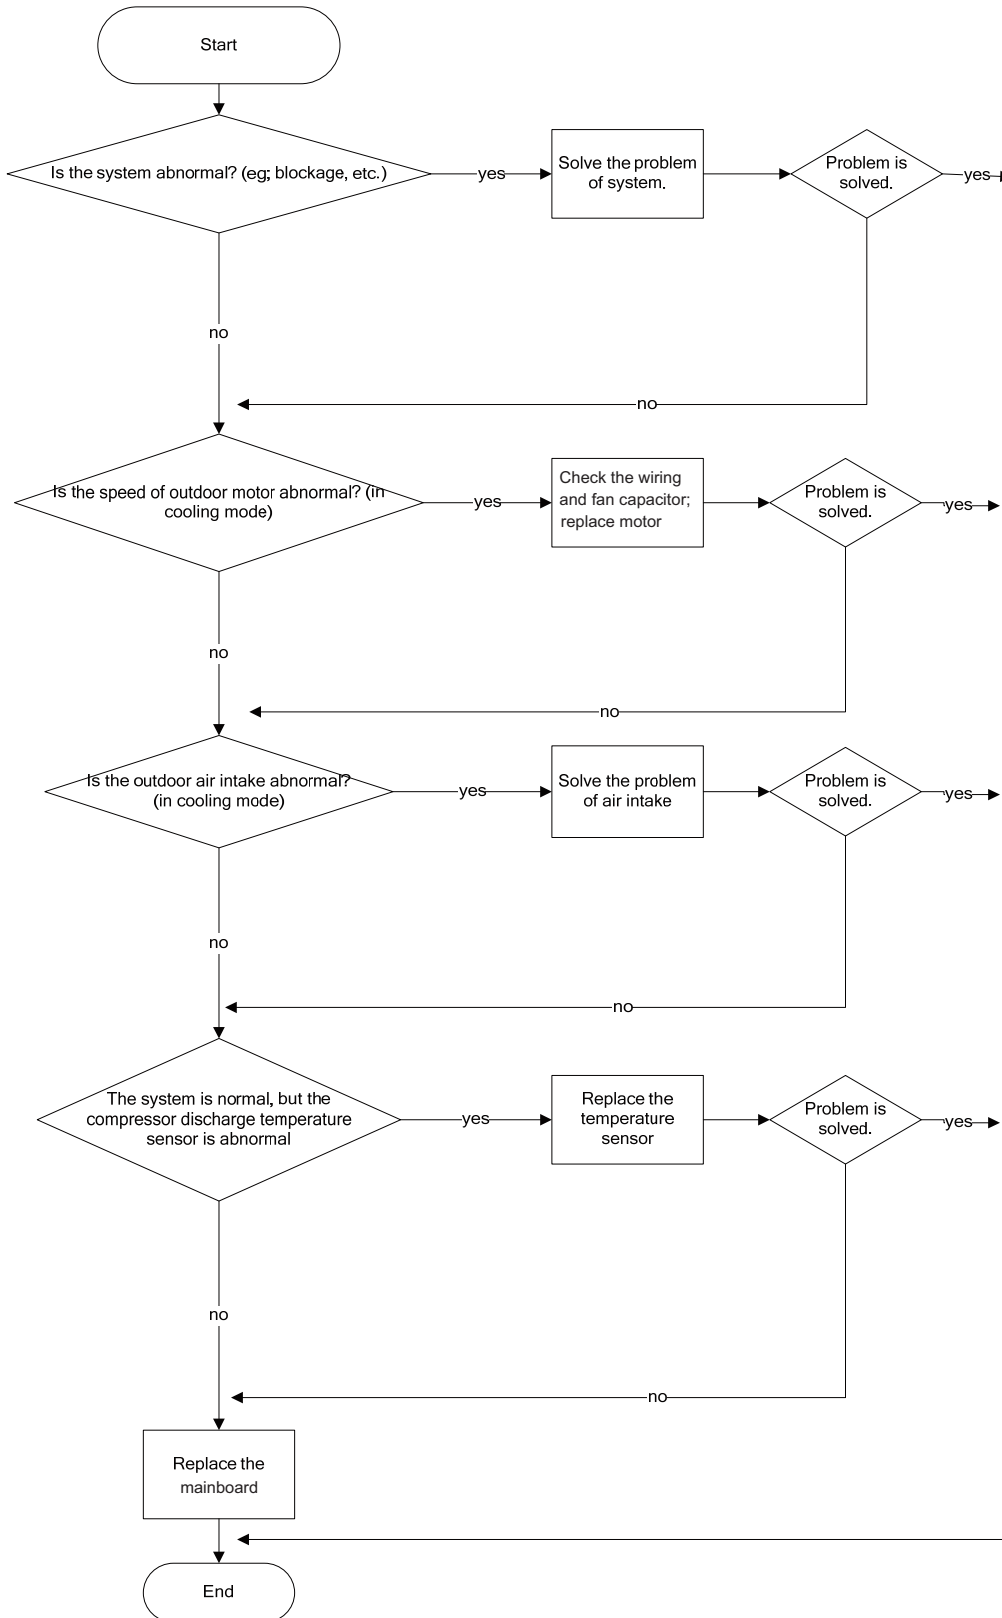 Start
Is the system abnormal? (eg; blockage, etc.)
yes
Solve the problem
of system.
Problem is
solved.
yes
no
no
Is the speed of outdoor motor abnormal? (in
cooling mode)
yes
Check the wiring
and fan capacitor;
replace motor
Problem is
solved.
yes
no
no
Is the outdoor air intake abnormal?
(in cooling mode)
yes
Solve the problem
of air intake
Problem is
solved.
yes
no
no
The system is normal, but the
compressor discharge temperature
sensor is abnormal
yes
Replace the
temperature
sensor
Problem is
solved.
yes
no
no
Replace the
mainboard
End